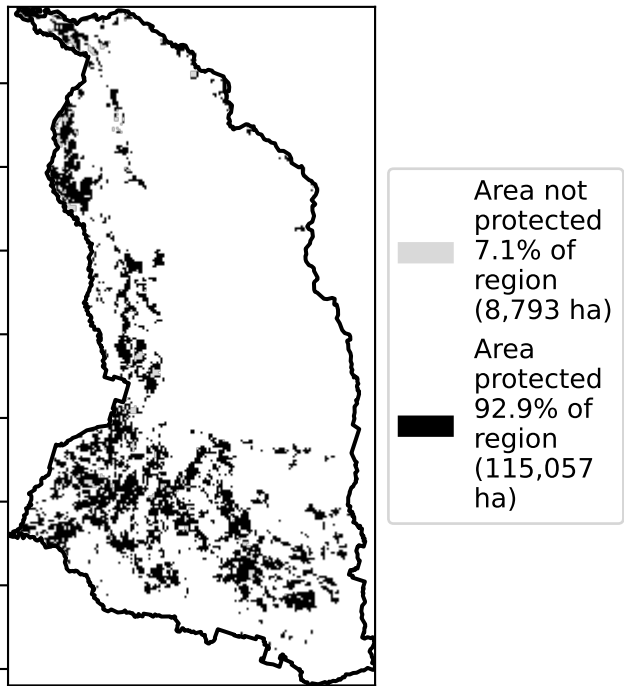 Area not
protected
7.1% of
region
(8,793 ha)
Area
protected
92.9% of
region
(115,057
ha)